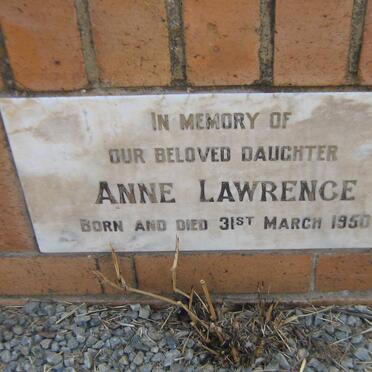 IN MEMORY OF
OUR BELOVED DAUGHTER
ANNE LAWRENCE
BORN AND DIED 31ST MARCH 1950